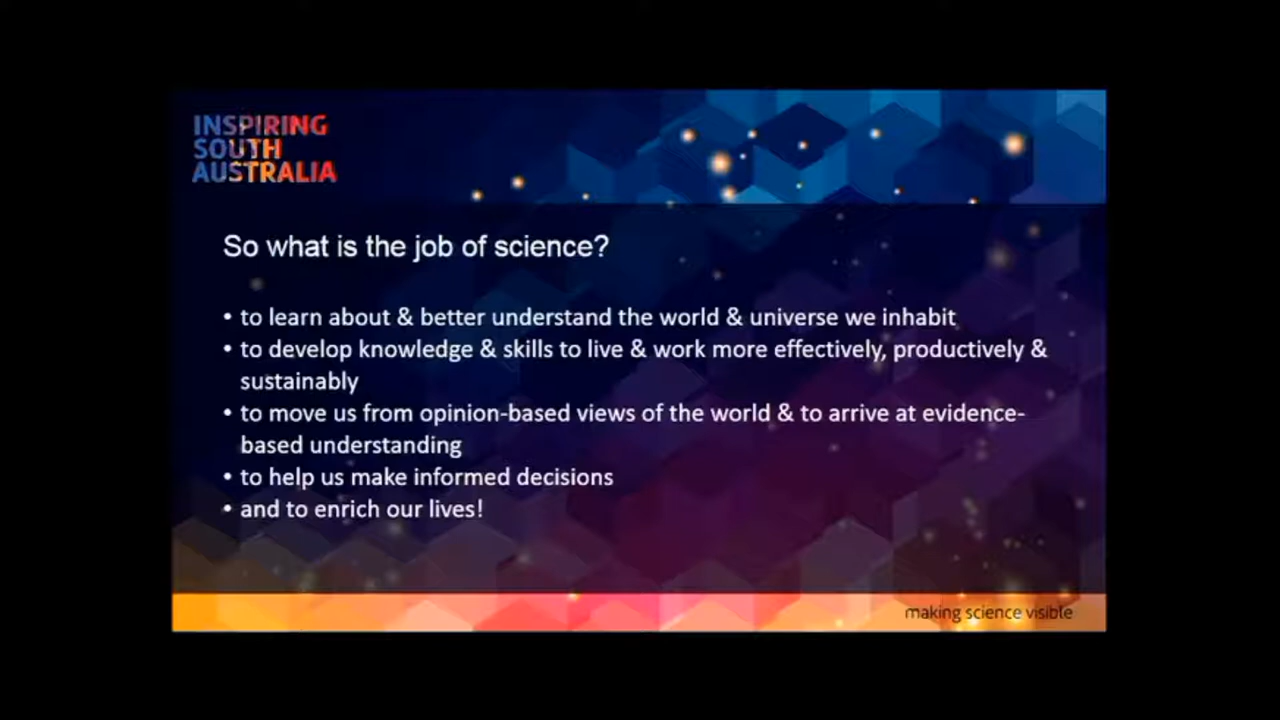 INSPIRING
SOUTH
AUSTRALIA
So what is the job of science?
• to learn about & better understand the world & universe we inhabit
• to develop knowledge & skills to live & work more effectively, productively &
sustainably
• to move us from opinion-based views of the world & to arrive at evidence-
based understanding
• to help us make informed decisions
• and to enrich our lives!
making science visible